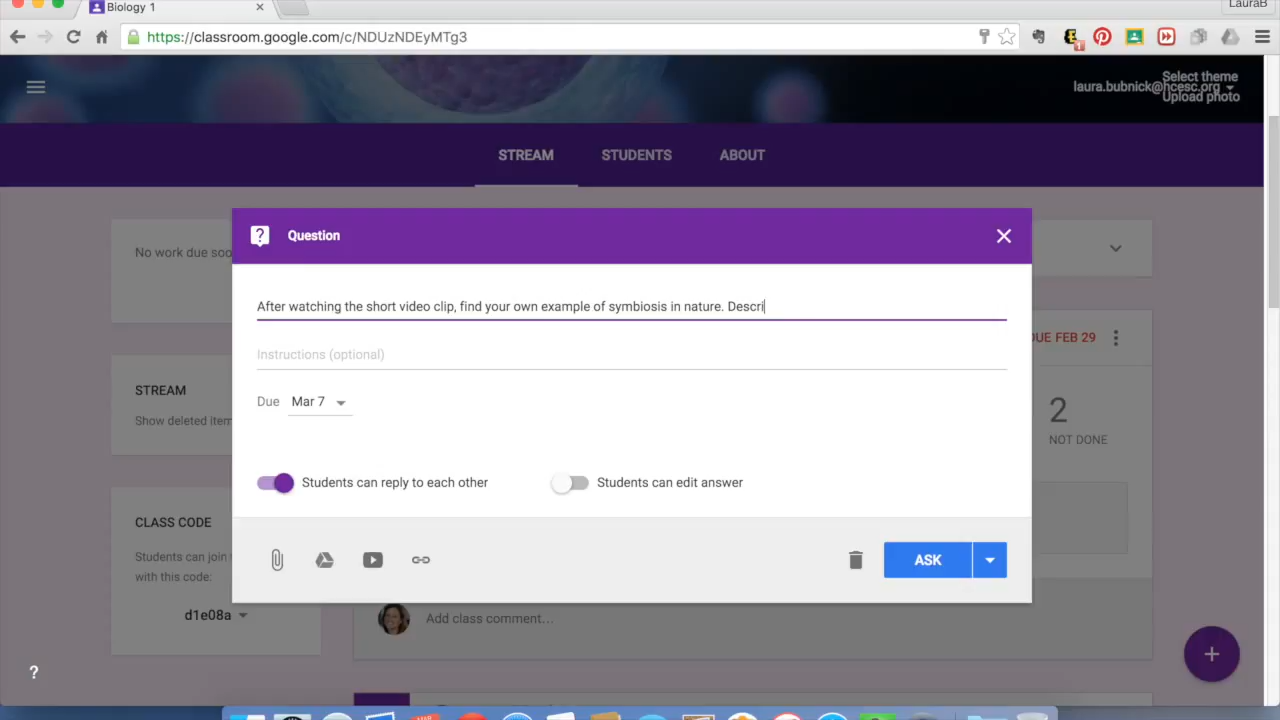 Biology 1
LauraB
https://classroom.google.com/c/NDUzNDEyMTg3
1
Select theme
laura.bubnick@hcesc.org
Upload photo
STREAM
STUDENTS
ABOUT
Question
No work due soo
After watching the short video clip, find your own example of symbiosis in nature. Descri
DUE FEB 29
Instructions (optional)
STREAM
Show deleted item
Due Mar 7
2
NOT DONE
Students can reply to each other
Students can edit answer
CLASS CODE
Students can join
with this code:
d1e08a
ASK
Add class comment...
+
?
MAR